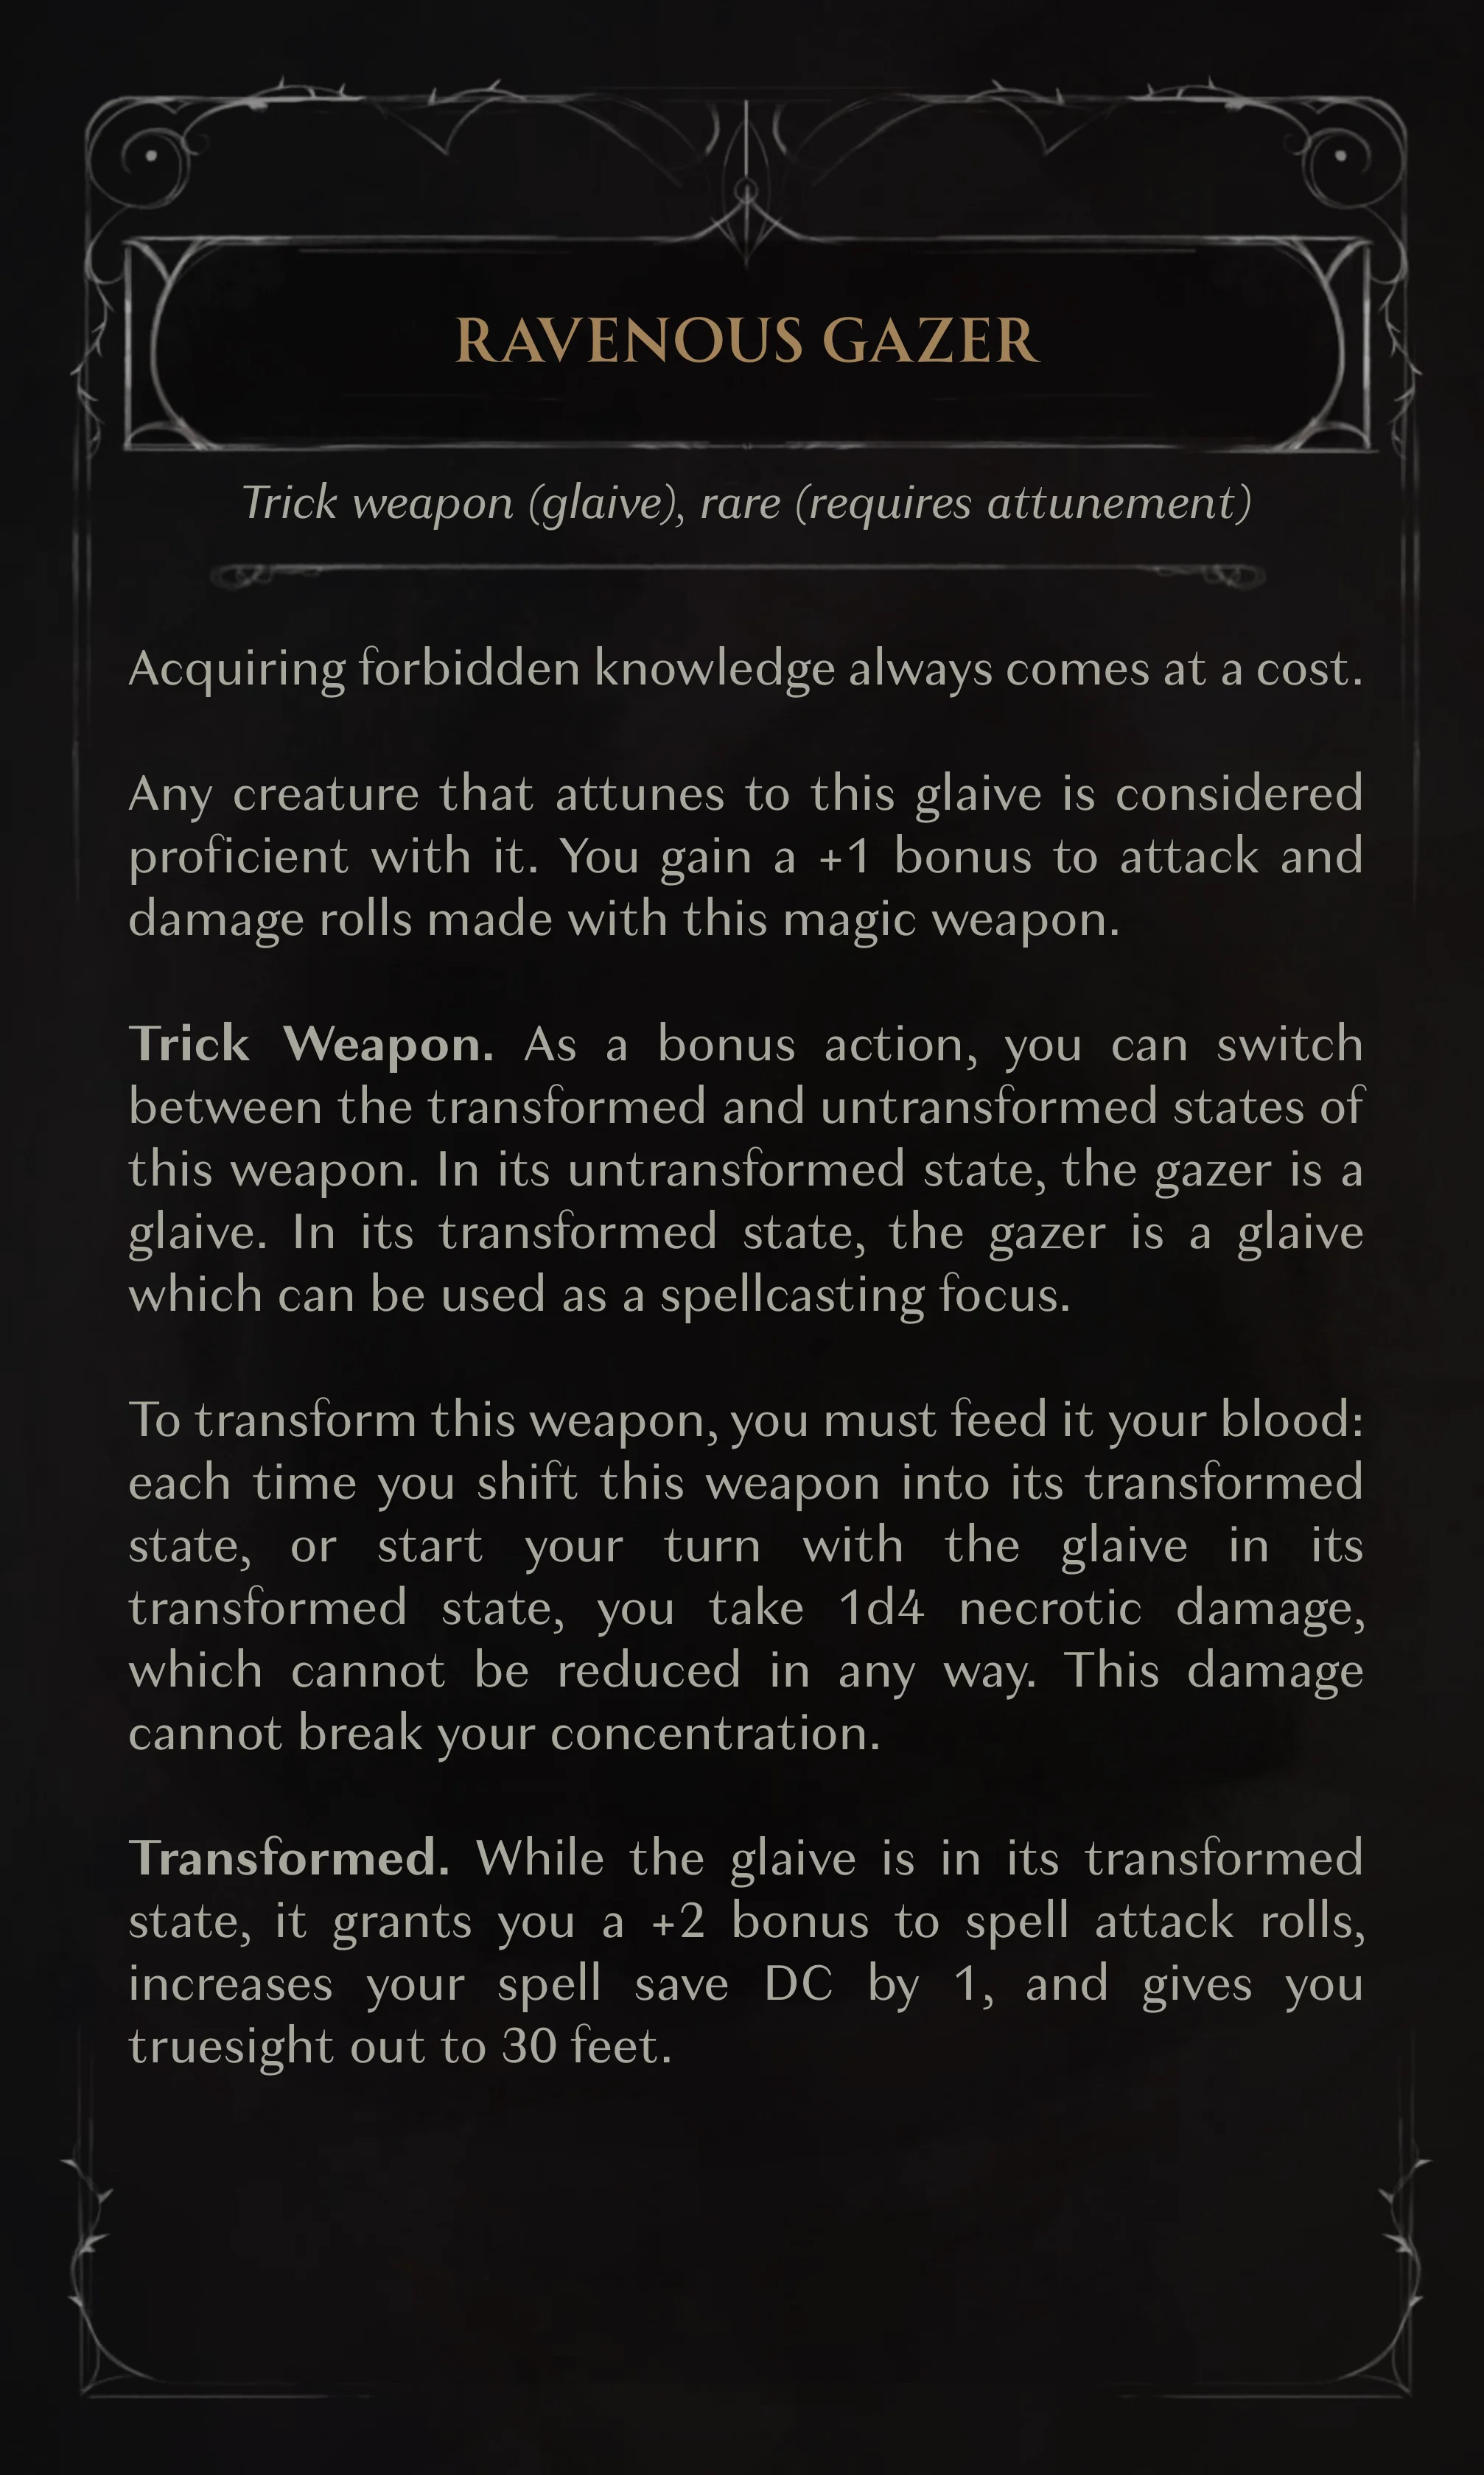 RAVENOUS GAZER
Trick weapon (glaive), rare (requires attunement)
Acquiring forbidden knowledge always comes at a cost.
Any creature that attunes to this glaive is considered
proficient with it. You gain a +1 bonus to attack and
damage rolls made with this magic weapon.
Trick Weapon. As a bonus action, you can switch
between the transformed and untransformed states of
this weapon. In its untransformed state, the gazer is a
glaive. In its transformed state, the gazer is a glaive
which can be used as a spellcasting focus.
To transform this weapon, you must feed it your blood:
each time you shift this weapon into its transformed
state, or start your turn with the glaive in its
transformed state, you take 1d4 necrotic damage,
which cannot be reduced in any way. This damage
cannot break your concentration.
Transformed. While the glaive is in its transformed
state, it grants you a +2 bonus to spell attack rolls,
increases your spell save DC by 1, and gives you
truesight out to 30 feet.